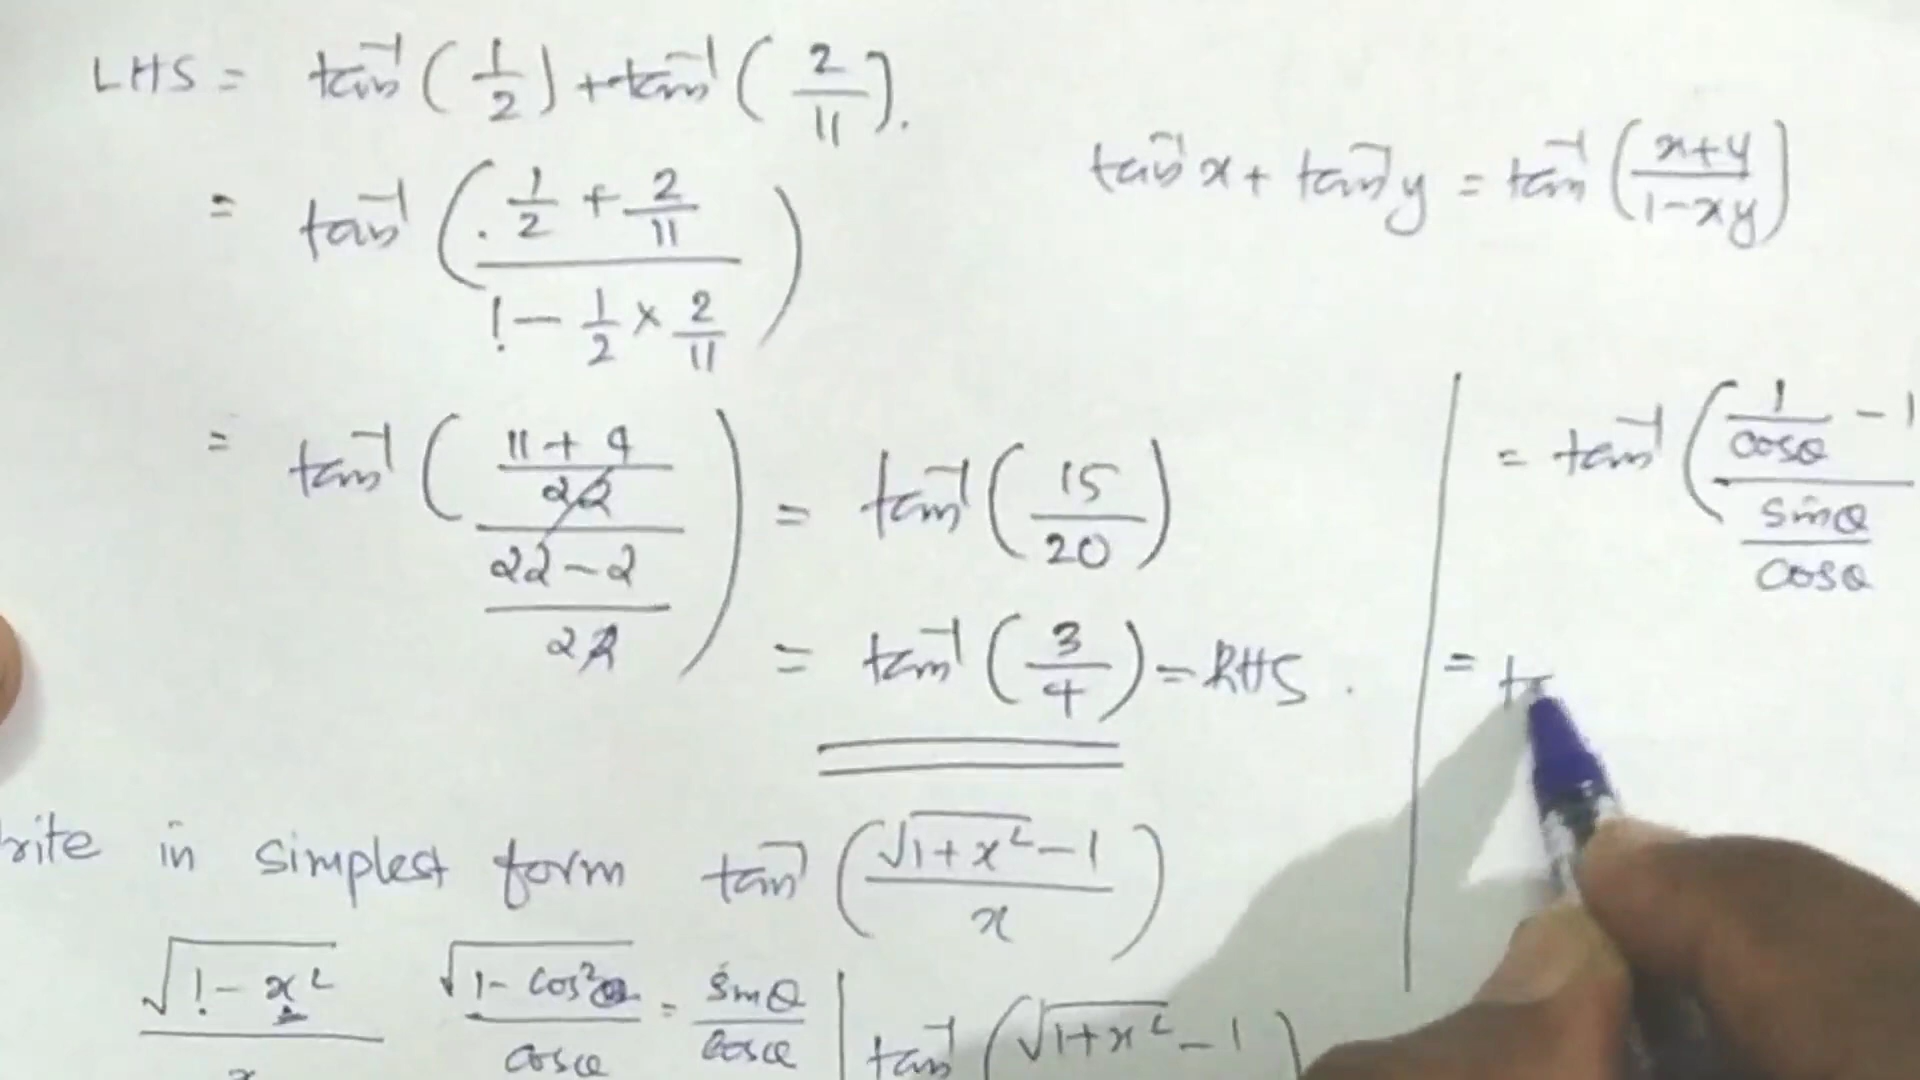 LHS = tan⁻¹(1/2) + tan⁻¹(2/11).
tan⁻¹x + tan⁻¹y = tan⁻¹((x+y)/(1-xy))
= tan⁻¹((1/2 + 2/11)/(1 - 1/2 × 2/11))
= tan⁻¹(((11+4)/22)/((22-2)/22)) = tan⁻¹(15/20)
= tan⁻¹(3/4) = RHS.
= tan⁻¹((1/cosθ - 1)/(sinθ/cosθ
= ta
rite in simplest form tan⁻¹((√(1+x²) - 1)/x)
√(1-x²)/x √(1-cos²θ)/cosθ = sinθ/cosθ
tan⁻¹(√(1+x²) - 1)